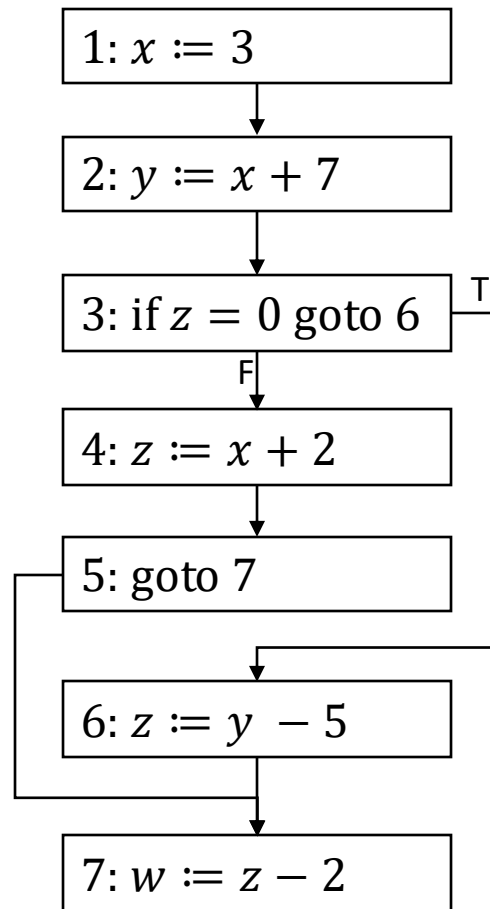 1: x := 3
2: y := x + 7
3: if z = 0 goto 6
T
F
4: z := x + 2
5: goto 7
6: z := y − 5
7: w := z − 2